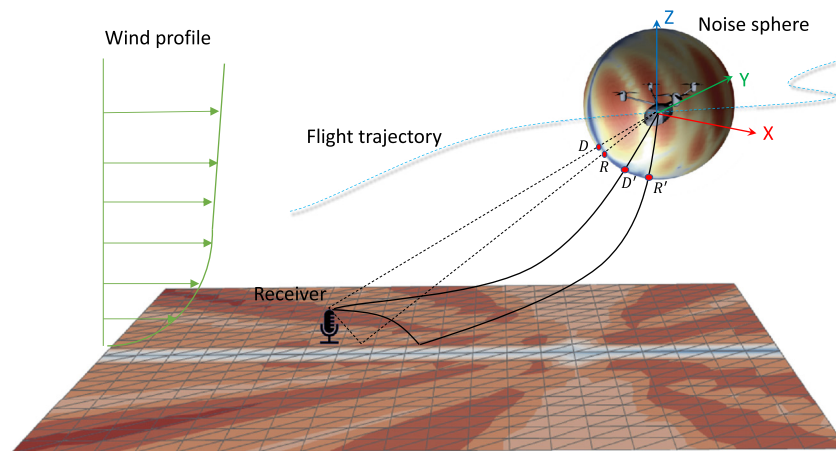 Wind profile
Z
Noise sphere
Y
Flight trajectory
X
D
R
D'
R'
Receiver